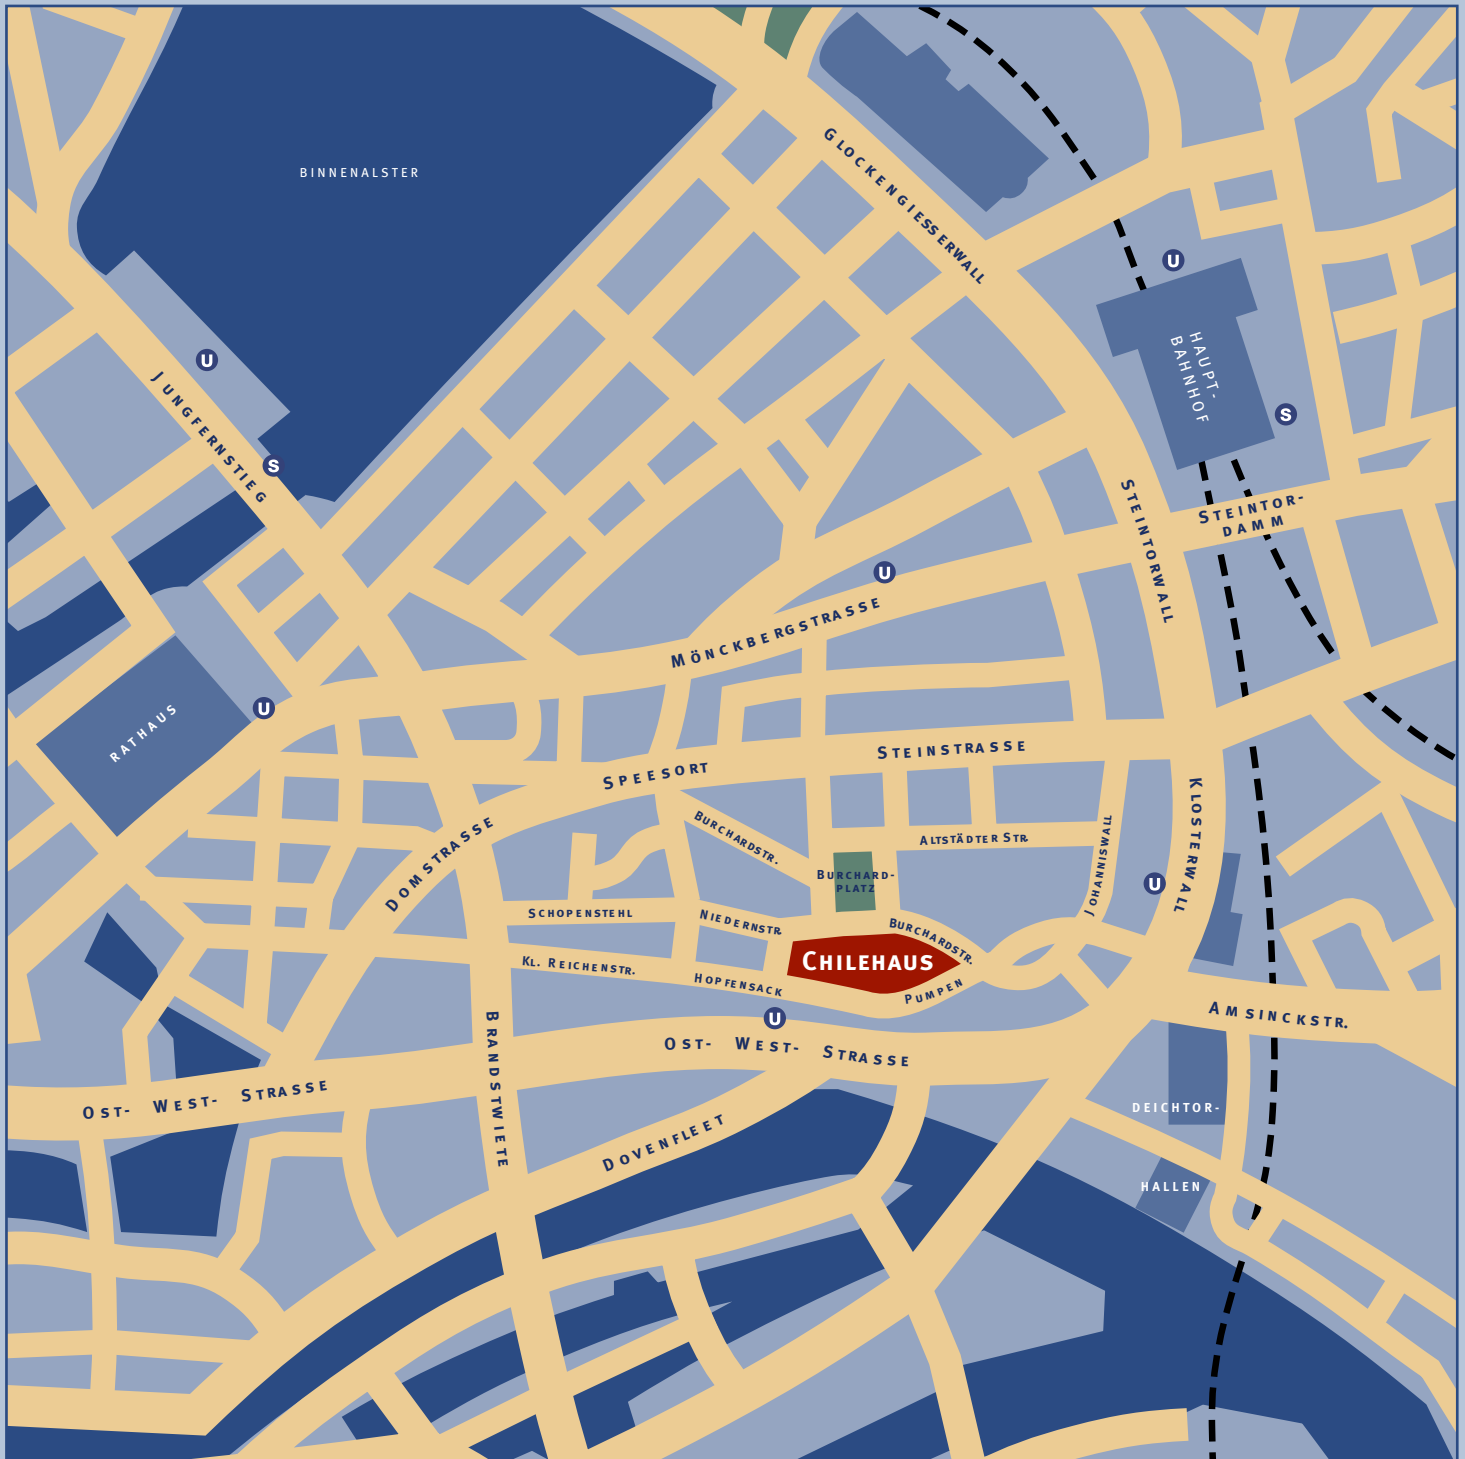 BINNENALSTER
GLOCKENGIESSERWALL
U
HAUPT-
BAHNHOF
U
JUNGFERNSTIEG
S
S
STEINTORWALL
STEINTOR-
DAMM
U
MÖNCKBERGSTRASSE
RATHAUS
U
STEINSTRASSE
SPEESORT
KLOSTERWALL
BURCHARDSTR.
ALTSTÄDTER STR.
JOHANNISWALL
DOMSTRASSE
BURCHARD-
PLATZ
U
SCHOPENSTEHL
NIEDERNSTR.
BURCHARDSTR.
CHILEHAUS
KL. REICHENSTR.
HOPFENSACK
PUMPEN
U
AMSINCKSTR.
BRANDSTWIETE
OST- WEST- STRASSE
OST- WEST- STRASSE
DEICHTOR-
DOVENFLEET
HALLEN